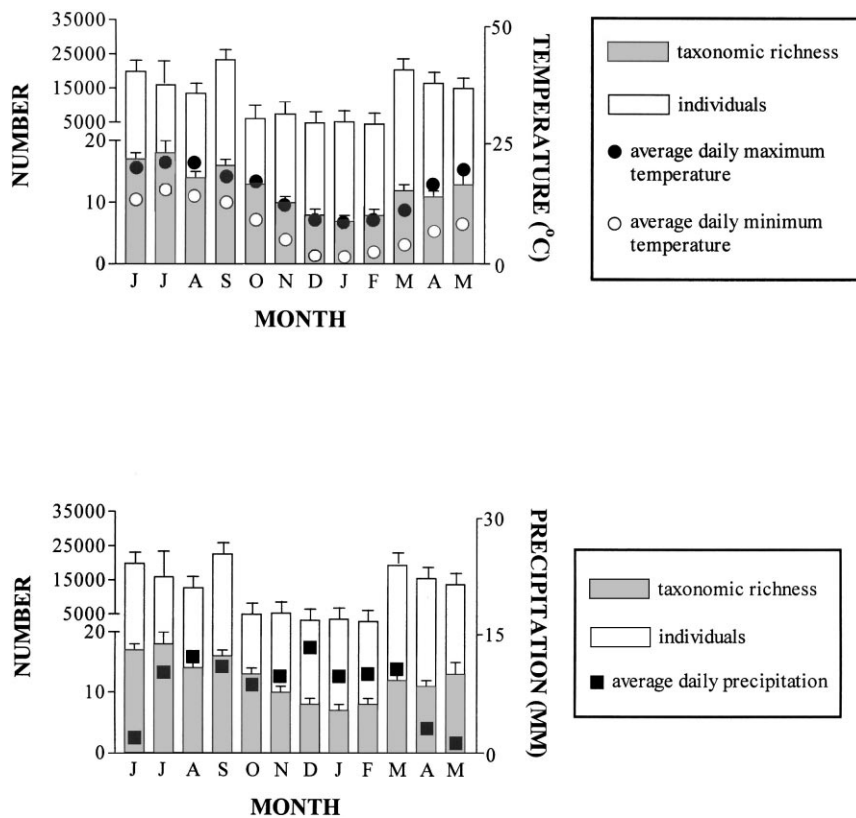 35000
25000
15000
5000
20
10
0
NUMBER
50
25
0
TEMPERATURE (°C)
J J A S O N D J F M A M
MONTH
taxonomic richness
individuals
average daily maximum
temperature
average daily minimum
temperature
35000
25000
15000
5000
20
10
0
NUMBER
30
15
0
PRECIPITATION (MM)
J J A S O N D J F M A M
MONTH
taxonomic richness
individuals
average daily precipitation